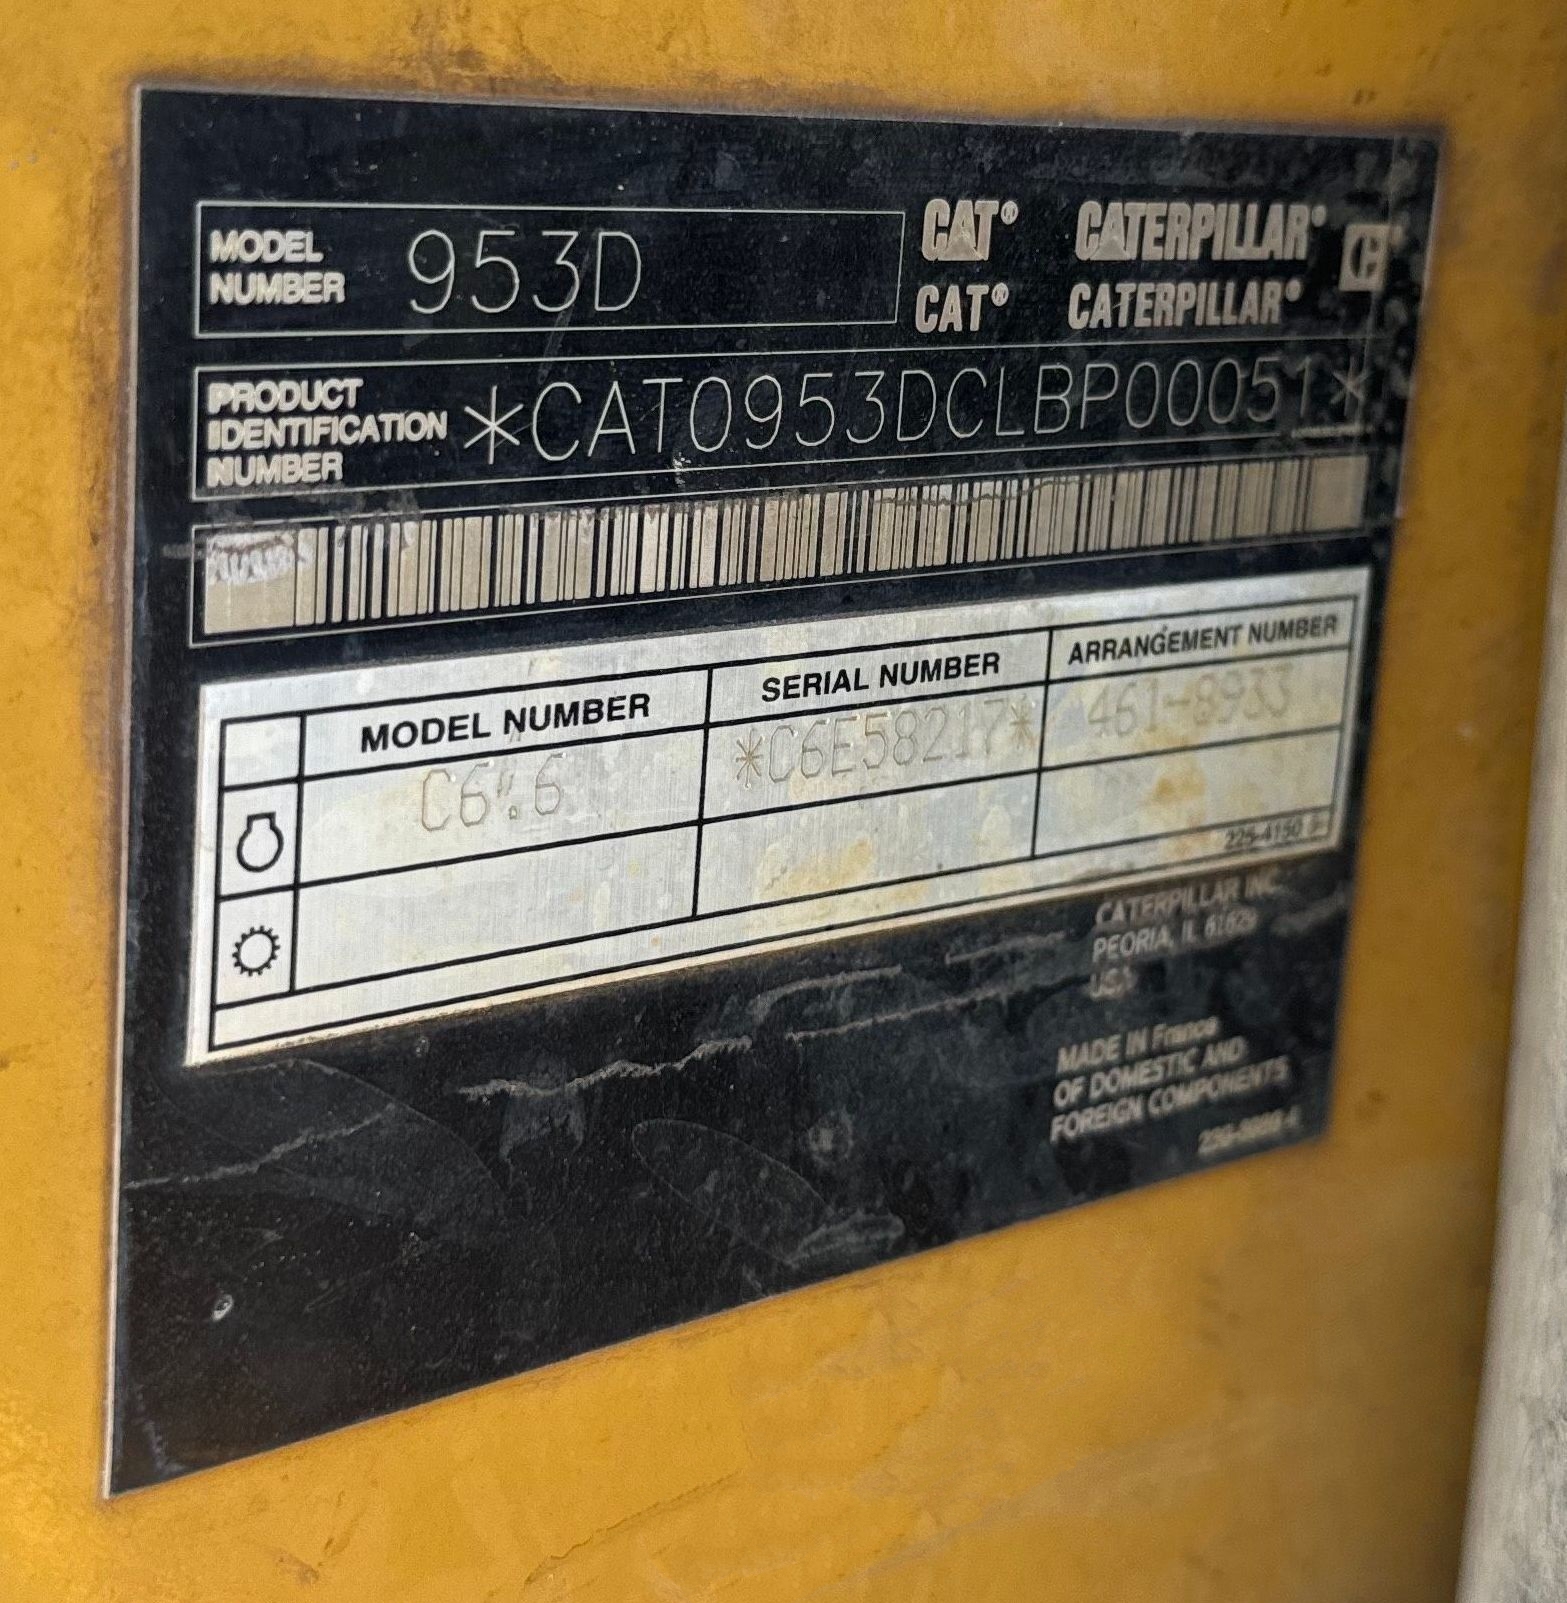 MODEL
NUMBER
953D
CAT® CATERPILLAR®
CAT® CATERPILLAR®
PRODUCT
IDENTIFICATION
NUMBER
*CAT0953DCLBP00051*
MODEL NUMBER SERIAL NUMBER ARRANGEMENT NUMBER
C6.6 *C6E58217* 461-8933
225-4150
CATERPILLAR INC.
PEORIA, IL 61629
USA
MADE IN France
OF DOMESTIC AND
FOREIGN COMPONENTS